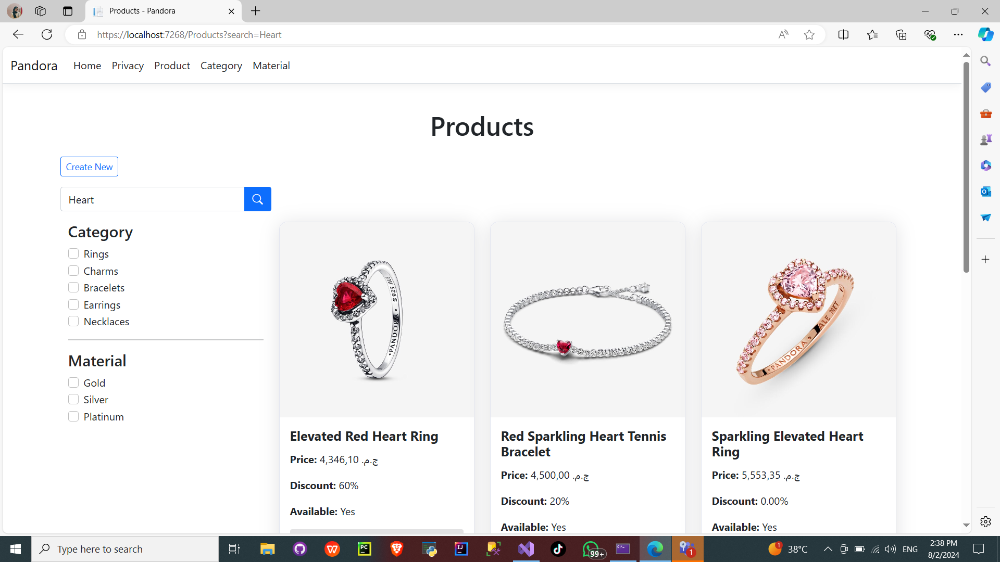 Products - Pandora
https://localhost:7268/Products?search=Heart
Pandora Home Privacy Product Category Material
Products
Create New
Heart
Category
Rings
Charms
Bracelets
Earrings
Necklaces
Material
Gold
Silver
Platinum
S 925 ALE
PANDORA
Elevated Red Heart Ring
Price: 4,346,10 ج.م.
Discount: 60%
Available: Yes
Red Sparkling Heart Tennis
Bracelet
Price: 4,500,00 ج.م.
Discount: 20%
Available: Yes
PANDORA
ALE MET
Sparkling Elevated Heart
Ring
Price: 5,553,35 ج.م.
Discount: 0.00%
Available: Yes
Type here to search
PC
IJ
99+
1
1
38°C
ENG
2:38 PM
8/2/2024